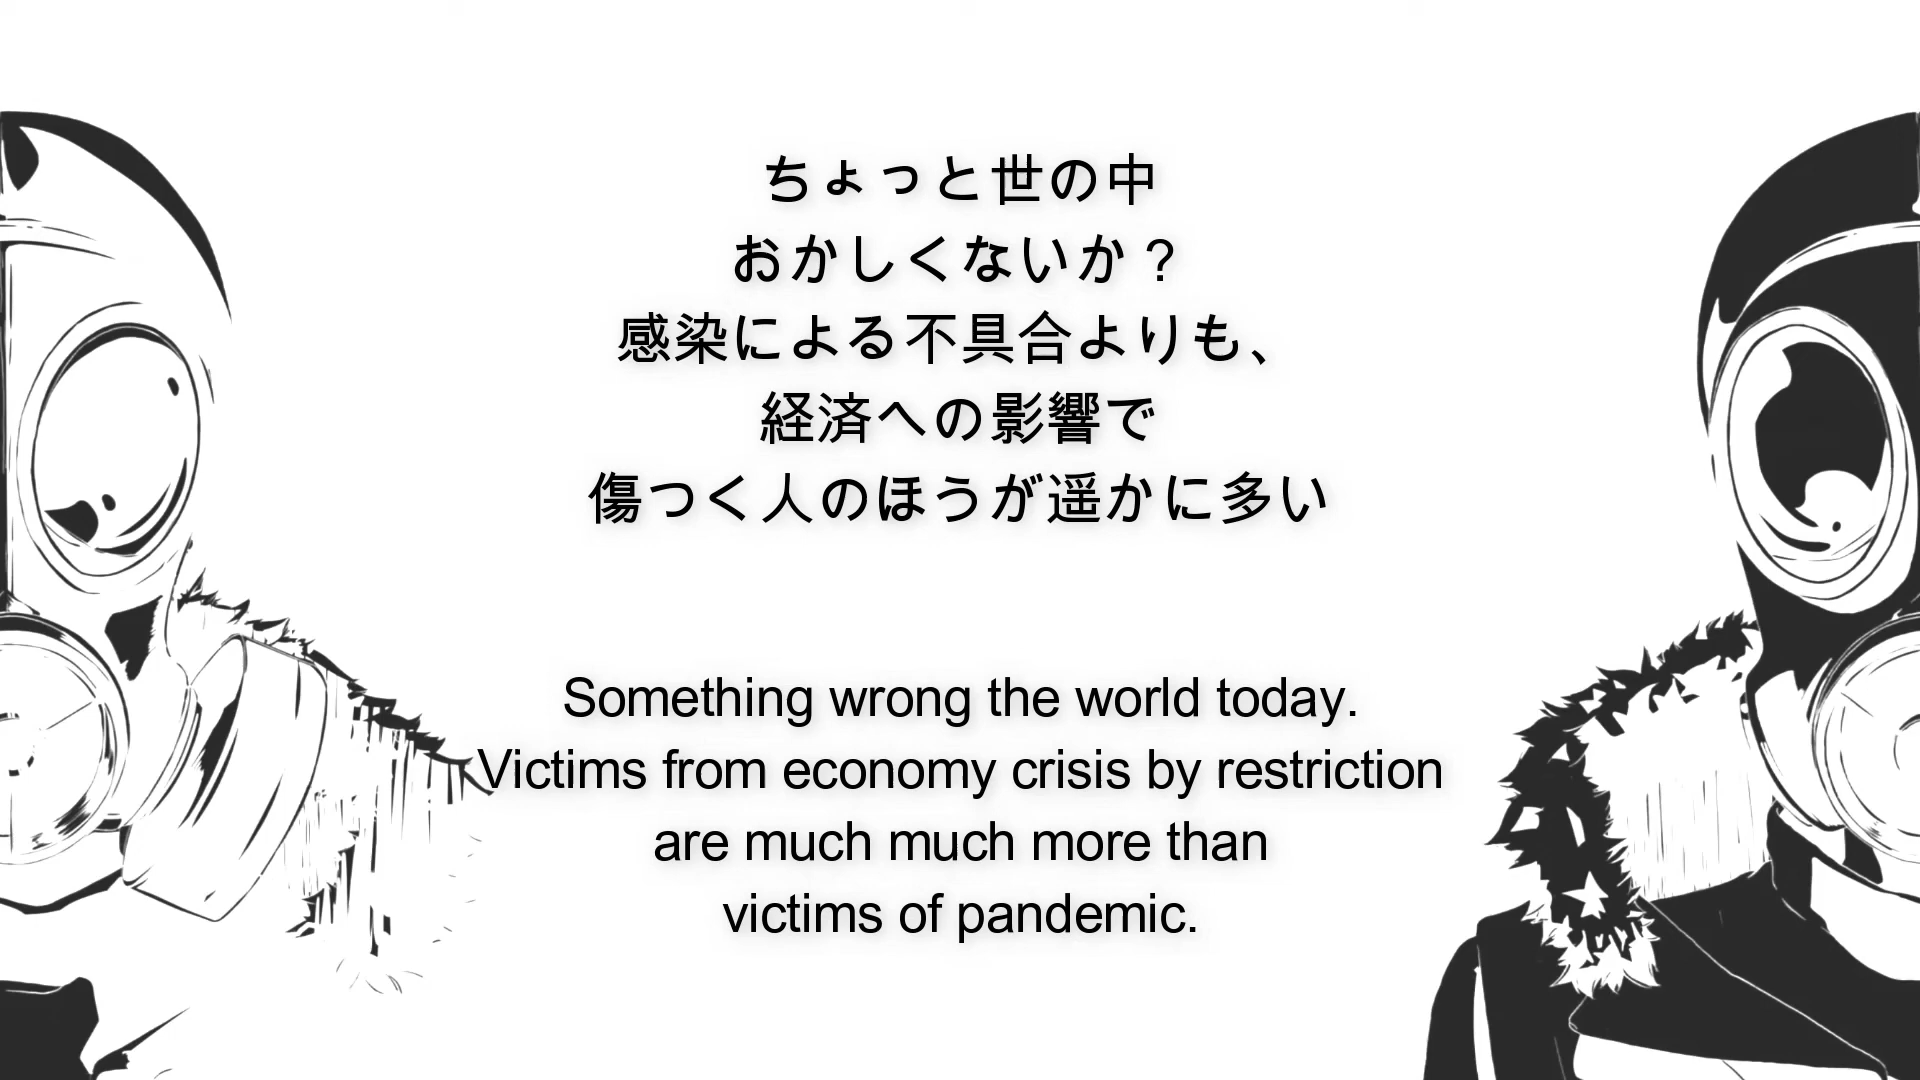 ちょっと世の中
おかしくないか？
感染による不具合よりも、
経済への影響で
傷つく人のほうが遥かに多い
Something wrong the world today.
Victims from economy crisis by restriction
are much much more than
victims of pandemic.